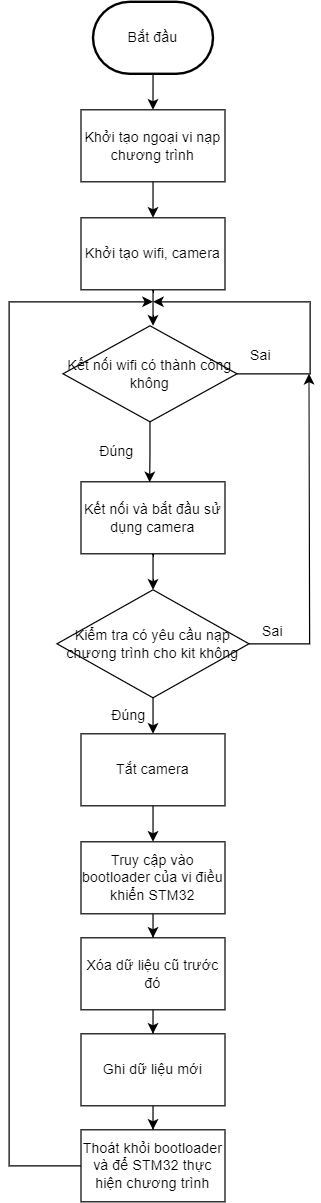 Bắt đầu
Khởi tạo ngoại vi nạp
chương trình
Khởi tạo wifi, camera
Kết nối wifi có thành công
không
Sai
Đúng
Kết nối và bắt đầu sử
dụng camera
Kiểm tra có yêu cầu nạp
chương trình cho kit không
Sai
Đúng
Tắt camera
Truy cập vào
bootloader của vi điều
khiển STM32
Xóa dữ liệu cũ trước
đó
Ghi dữ liệu mới
Thoát khỏi bootloader
và để STM32 thực
hiện chương trình